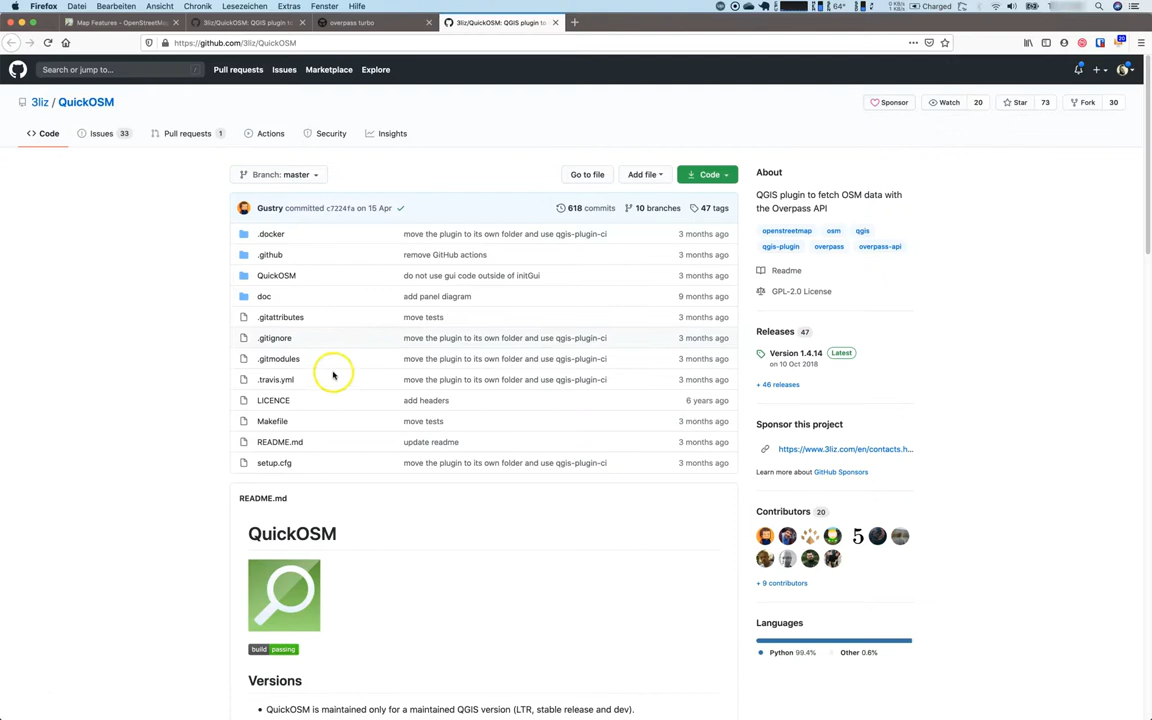 Firefox Datei Bearbeiten Ansicht Chronik Lesezeichen Extras Fenster Hilfe 64° Charged
Map Features - OpenStreetMa 3liz/QuickOSM: QGIS plugin to overpass turbo 3liz/QuickOSM: QGIS plugin to
https://github.com/3liz/QuickOSM 20
Search or jump to... / Pull requests Issues Marketplace Explore
3liz / QuickOSM Sponsor Watch 20 Star 73 Fork 30
Code Issues 33 Pull requests 1 Actions Security Insights
Branch: master Go to file Add file Code
Gustry committed c7224fa on 15 Apr 618 commits 10 branches 47 tags
.docker move the plugin to its own folder and use qgis-plugin-ci 3 months ago
.github remove GitHub actions 3 months ago
QuickOSM do not use gui code outside of initGui 3 months ago
doc add panel diagram 9 months ago
.gitattributes move tests 3 months ago
.gitignore move the plugin to its own folder and use qgis-plugin-ci 3 months ago
.gitmodules move the plugin to its own folder and use qgis-plugin-ci 3 months ago
.travis.yml move the plugin to its own folder and use qgis-plugin-ci 3 months ago
LICENCE add headers 6 years ago
Makefile move tests 3 months ago
README.md update readme 3 months ago
setup.cfg move the plugin to its own folder and use qgis-plugin-ci 3 months ago
README.md
QuickOSM
build passing
Versions
• QuickOSM is maintained only for a maintained QGIS version (LTR, stable release and dev).
About
QGIS plugin to fetch OSM data with
the Overpass API
openstreetmap osm qgis
qgis-plugin overpass overpass-api
Readme
GPL-2.0 License
Releases 47
Version 1.4.14 Latest
on 10 Oct 2018
+ 46 releases
Sponsor this project
https://www.3liz.com/en/contacts.h...
Learn more about GitHub Sponsors
Contributors 20
5
+ 9 contributors
Languages
Python 99.4% Other 0.6%